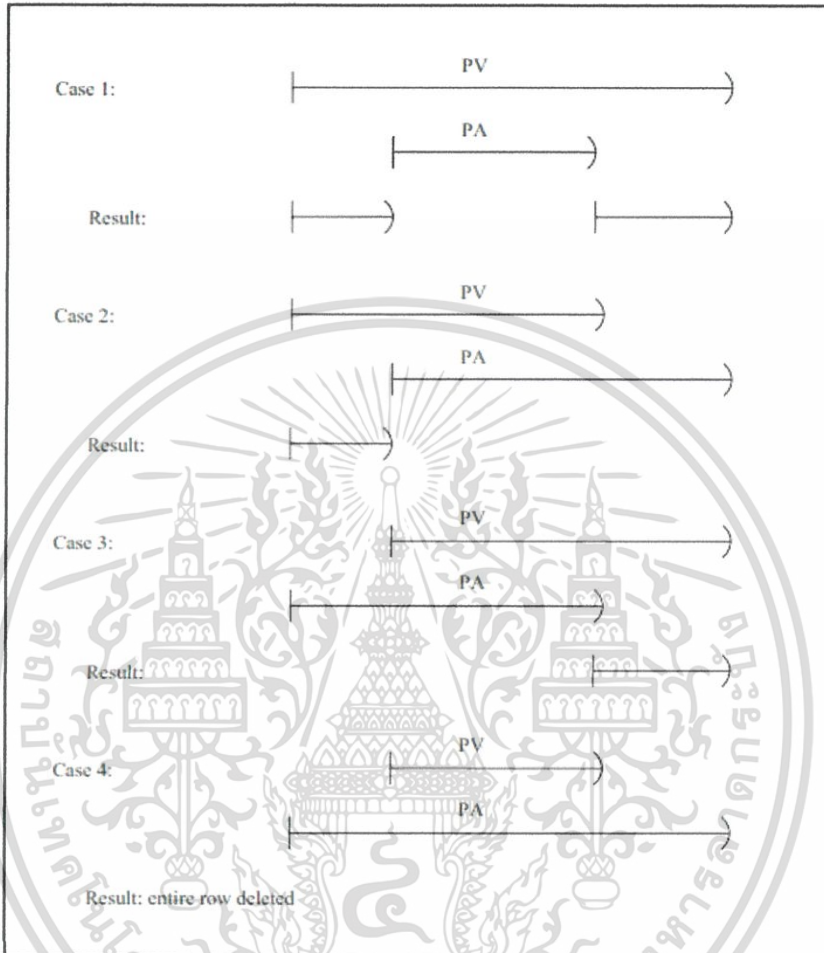 PV
Case 1:
PA
Result:
PV
Case 2:
PA
Result:
PV
Case 3:
PA
Result:
PV
Case 4:
PA
Result: entire row deleted